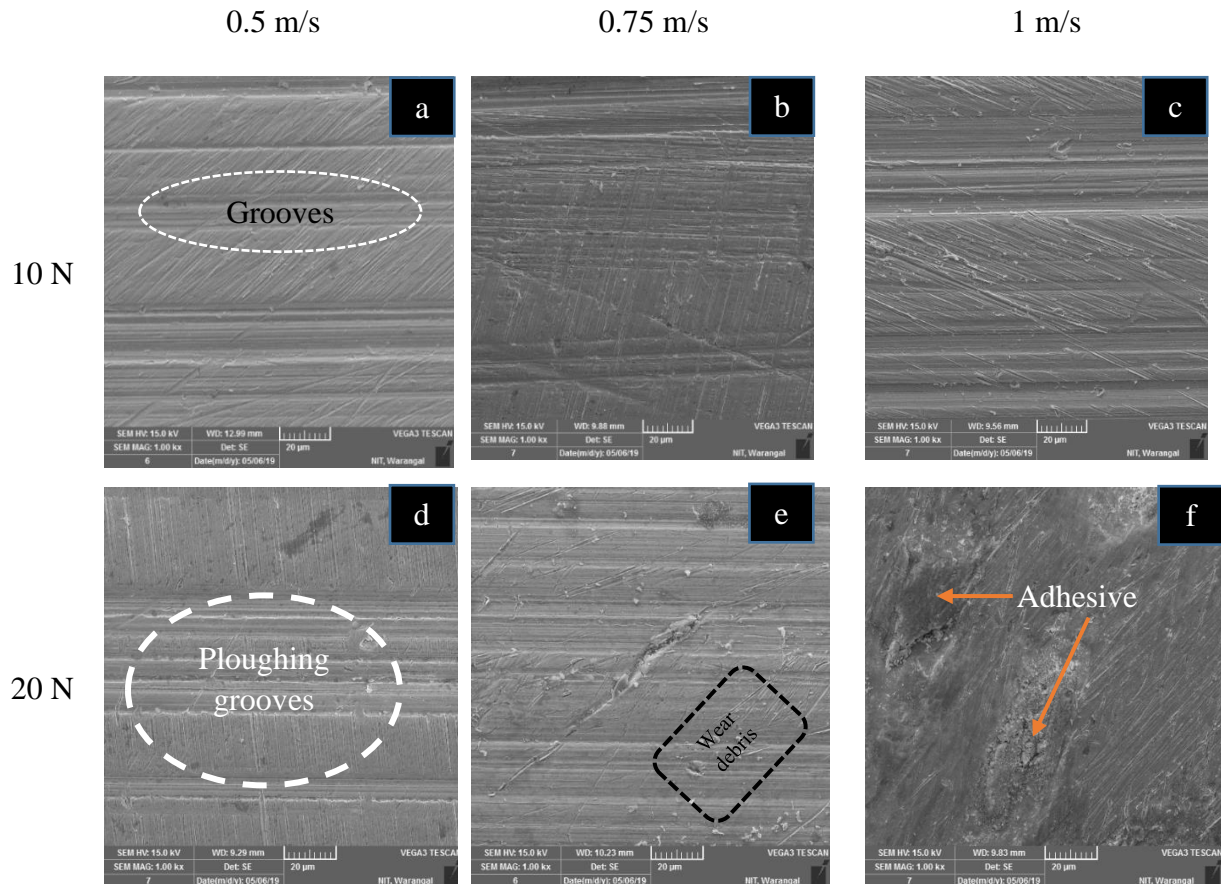 0.5 m/s
0.75 m/s
1 m/s
10 N
20 N
a
Grooves
SEM HV: 15.0 kV
WD: 12.99 mm
VEGA3 TESCAN
SEM MAG: 1.00 kx
Det: SE
20 µm
6
Date(m/d/y): 05/06/19
NIT, Warangal
b
SEM HV: 15.0 kV
WD: 9.88 mm
VEGA3 TESCAN
SEM MAG: 1.00 kx
Det: SE
20 µm
7
Date(m/d/y): 05/06/19
NIT, Warangal
c
SEM HV: 15.0 kV
WD: 9.56 mm
VEGA3 TESCAN
SEM MAG: 1.00 kx
Det: SE
20 µm
7
Date(m/d/y): 05/06/19
NIT, Warangal
d
Ploughing
grooves
SEM HV: 15.0 kV
WD: 9.29 mm
VEGA3 TESCAN
SEM MAG: 1.00 kx
Det: SE
20 µm
7
Date(m/d/y): 05/06/19
NIT, Warangal
e
Wear
debris
SEM HV: 15.0 kV
WD: 10.23 mm
VEGA3 TESCAN
SEM MAG: 1.00 kx
Det: SE
20 µm
6
Date(m/d/y): 05/06/19
NIT, Warangal
f
Adhesive
SEM HV: 15.0 kV
WD: 9.83 mm
VEGA3 TESCAN
SEM MAG: 1.00 kx
Det: SE
20 µm
7
Date(m/d/y): 05/06/19
NIT, Warangal